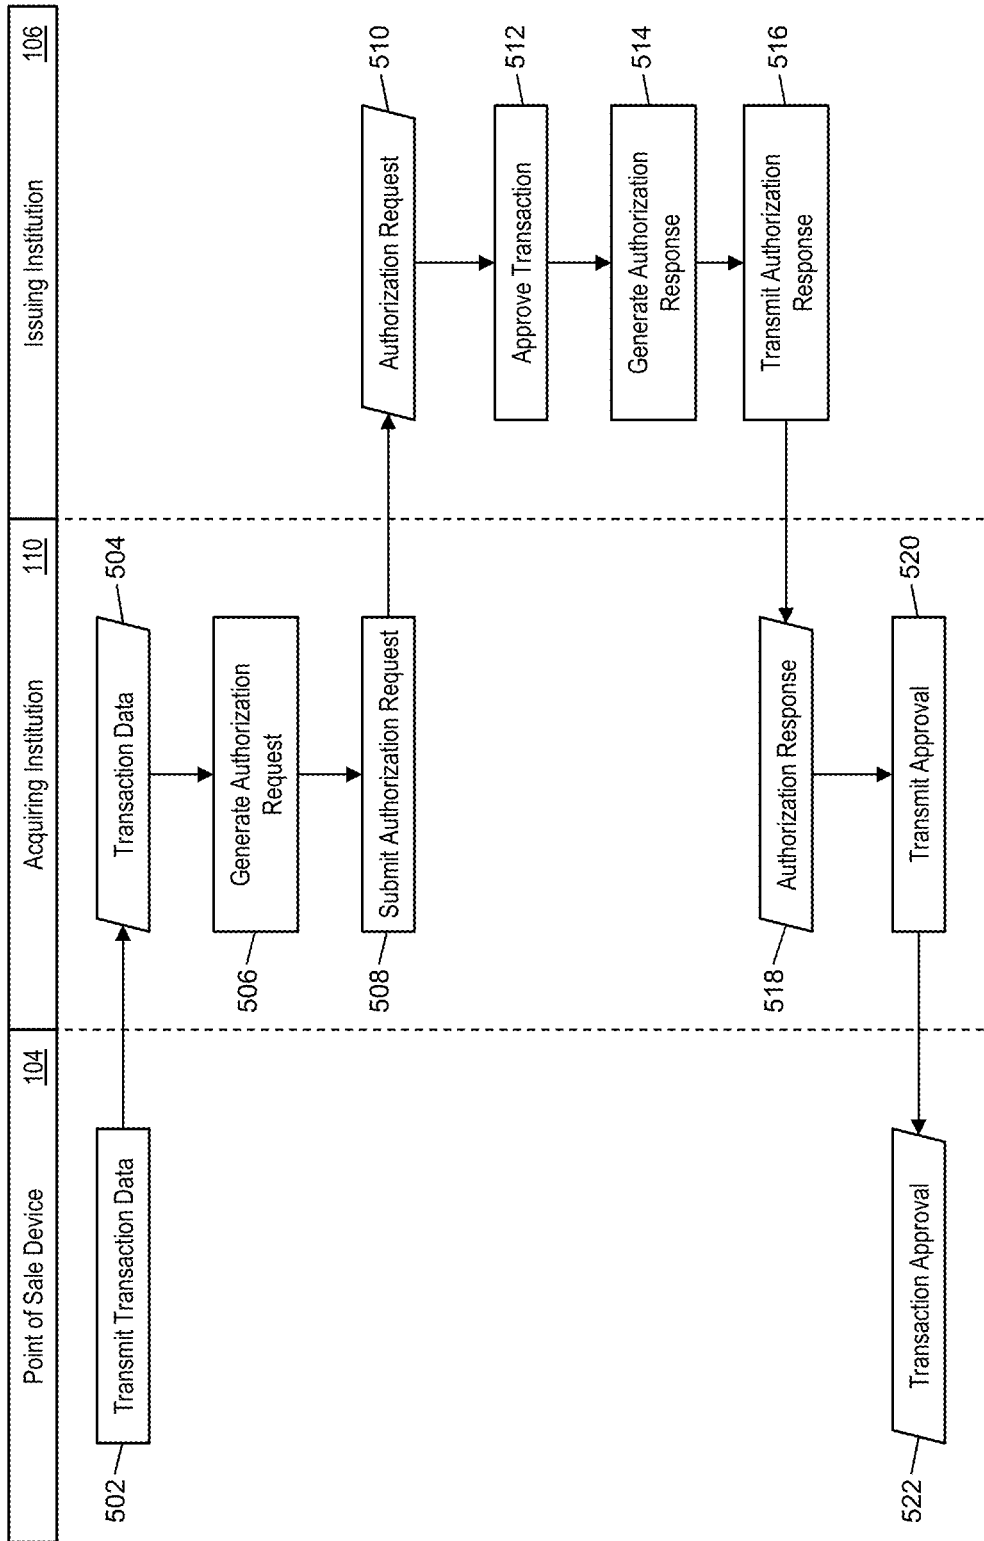 Point of Sale Device 104
Acquiring Institution 110
Issuing Institution 106
502
Transmit Transaction Data
Transaction Data
504
Generate Authorization
Request
506
Submit Authorization Request
508
Authorization Request
510
Approve Transaction
512
Generate Authorization
Response
514
Transmit Authorization
Response
516
Authorization Response
518
Transmit Approval
520
Transaction Approval
522